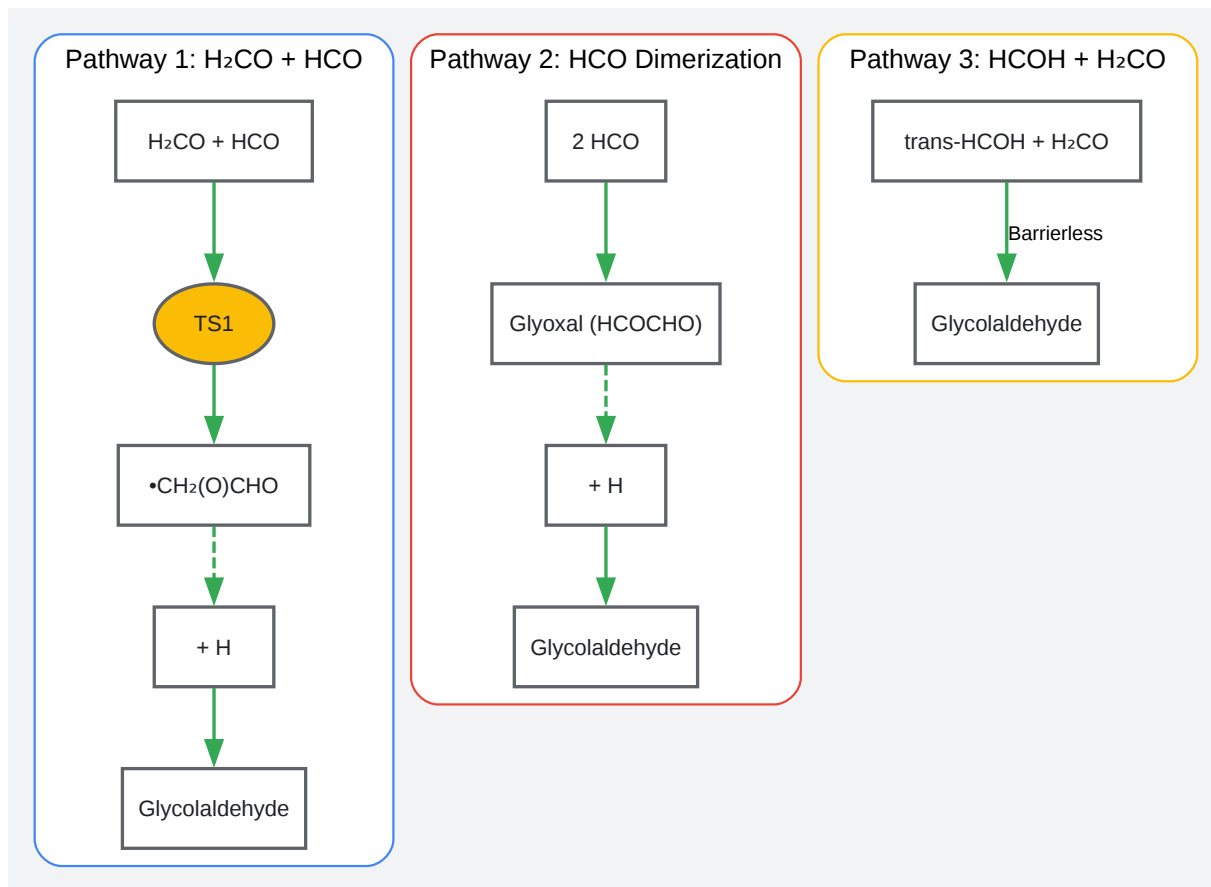 Pathway 1: H₂CO + HCO
H₂CO + HCO
TS1
•CH₂(O)CHO
+ H
Glycolaldehyde
Pathway 2: HCO Dimerization
2 HCO
Glyoxal (HCOCHO)
+ H
Glycolaldehyde
Pathway 3: HCOH + H₂CO
trans-HCOH + H₂CO
Barrierless
Glycolaldehyde